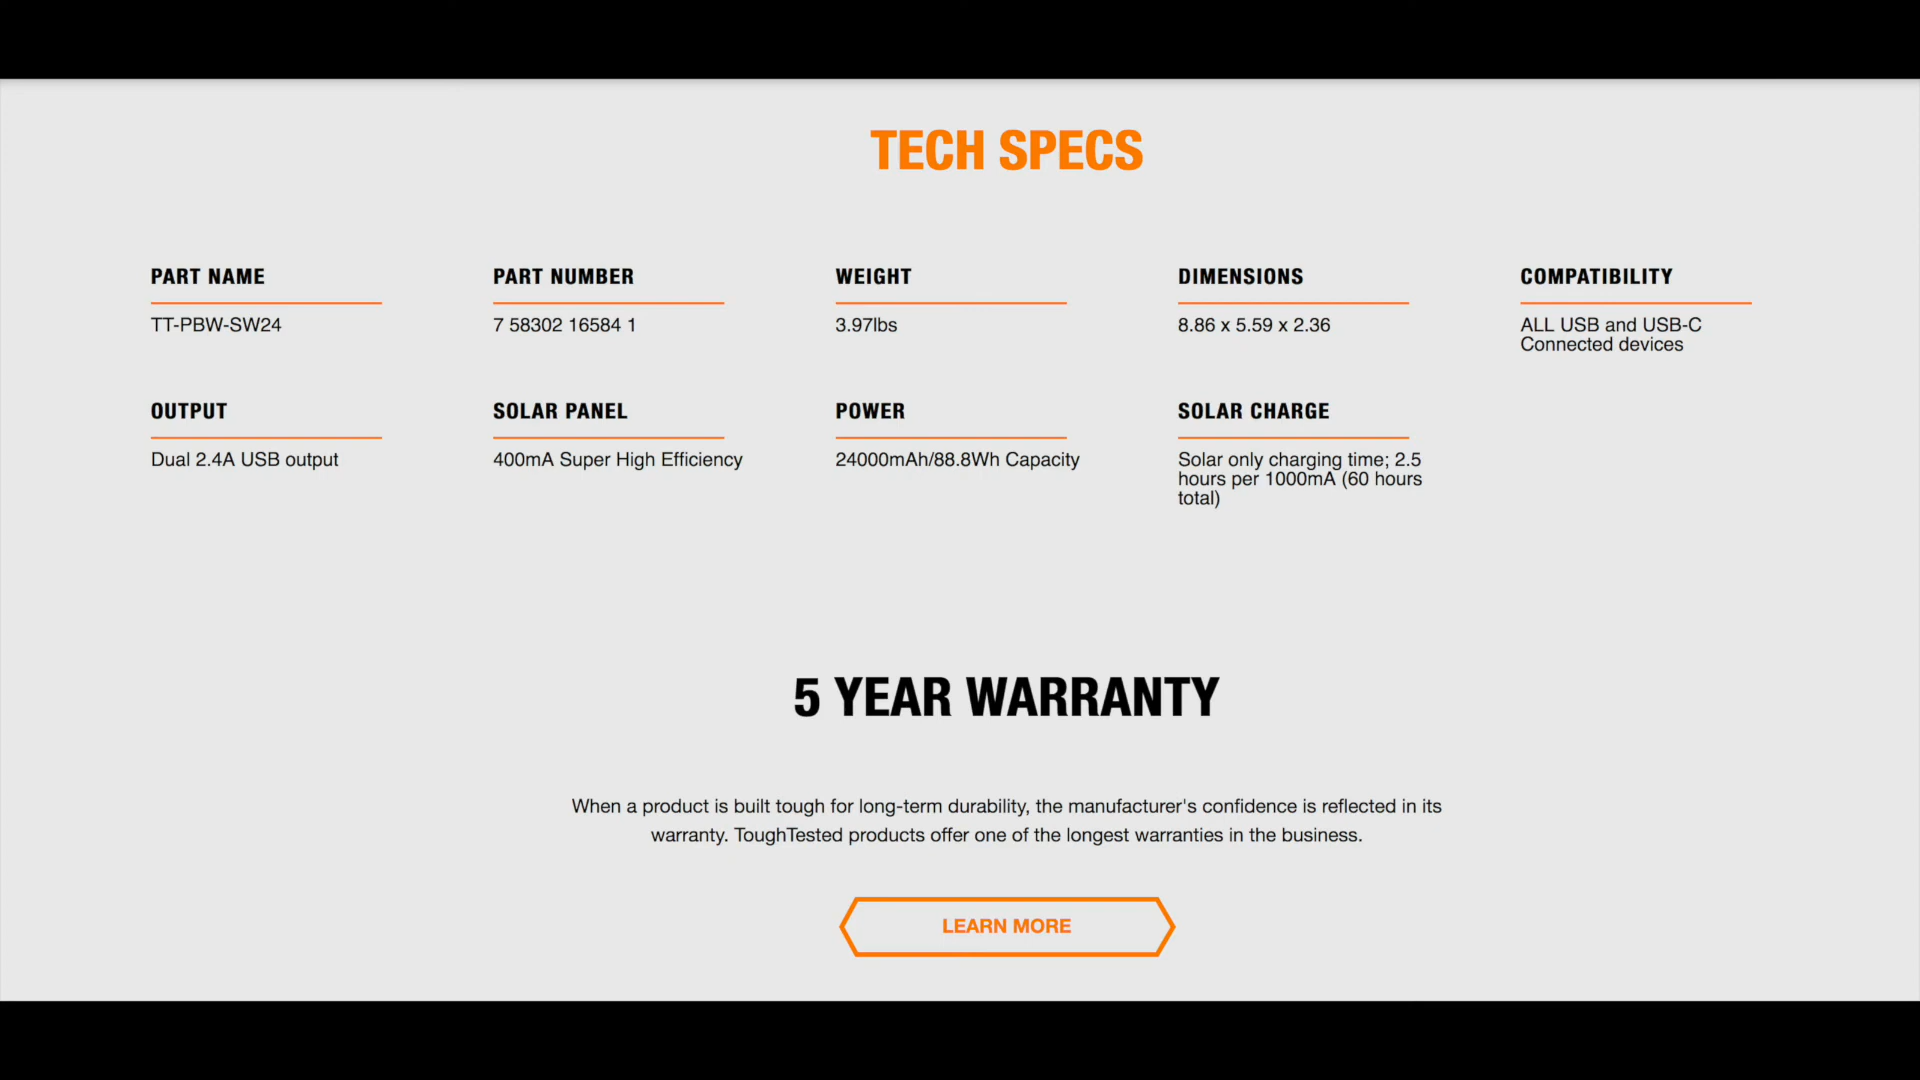 TECH SPECS
PART NAME
TT-PBW-SW24
PART NUMBER
7 58302 16584 1
WEIGHT
3.97lbs
DIMENSIONS
8.86 x 5.59 x 2.36
COMPATIBILITY
ALL USB and USB-C
Connected devices
OUTPUT
Dual 2.4A USB output
SOLAR PANEL
400mA Super High Efficiency
POWER
24000mAh/88.8Wh Capacity
SOLAR CHARGE
Solar only charging time; 2.5
hours per 1000mA (60 hours
total)
5 YEAR WARRANTY
When a product is built tough for long-term durability, the manufacturer's confidence is reflected in its
warranty. ToughTested products offer one of the longest warranties in the business.
LEARN MORE